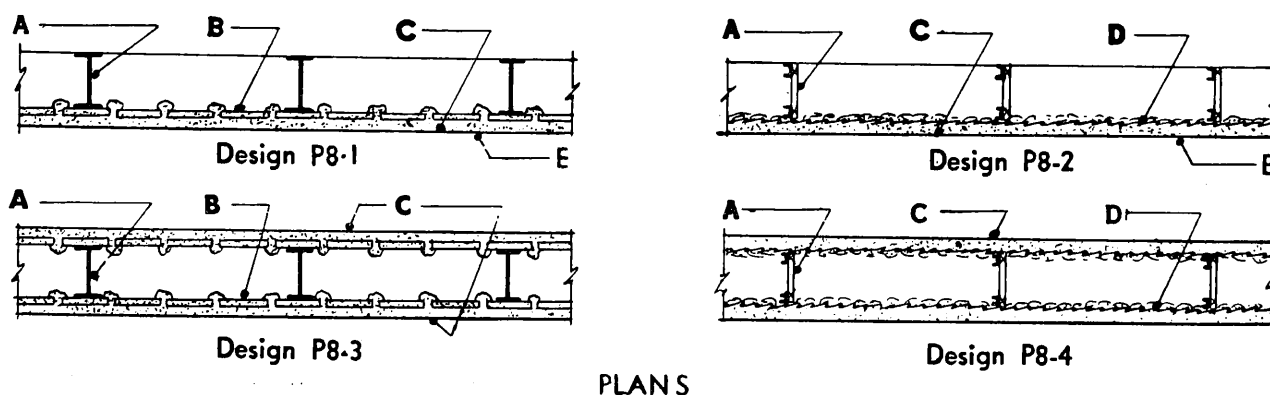 A B C
E
Design P8-1
A C D
E
Design P8-2
A B C
Design P8-3
A C D
Design P8-4
PLANS